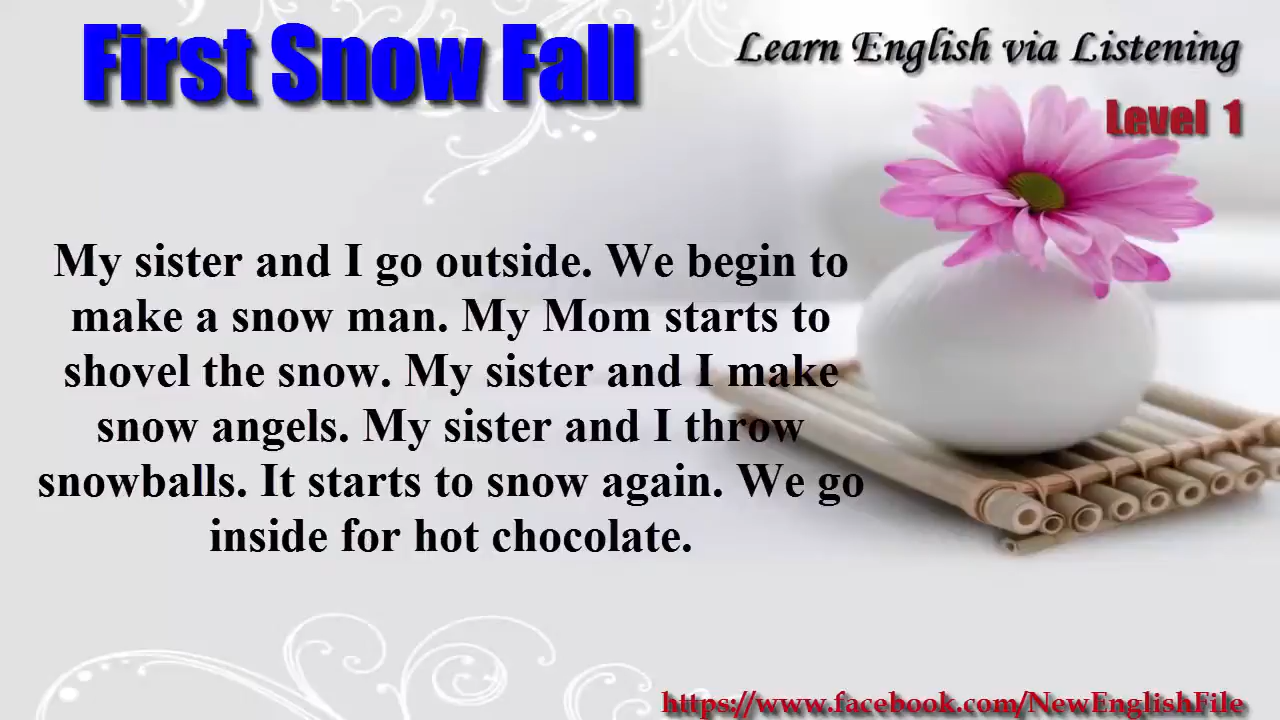 First Snow Fall
Learn English via Listening
Level 1
My sister and I go outside. We begin to
make a snow man. My Mom starts to
shovel the snow. My sister and I make
snow angels. My sister and I throw
snowballs. It starts to snow again. We go
inside for hot chocolate.
https://www.facebook.com/NewEnglishFile